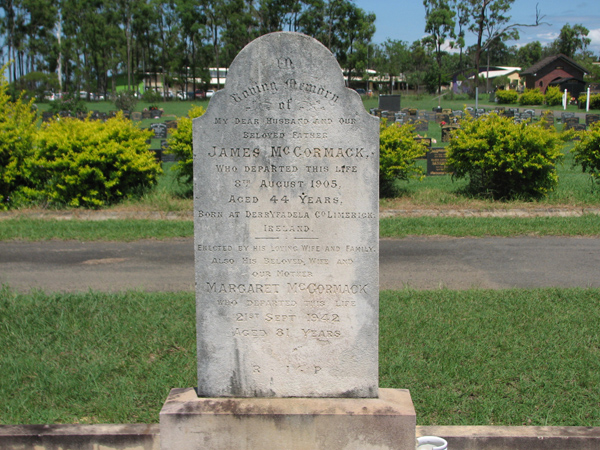 In
Loving Memory
of
My Dear Husband and Our
Beloved Father
James McCormack,
Who departed this life
8th August 1905,
Aged 44 Years,
Born at Derryfadela Co Limerick
Ireland.
Erected by his loving Wife and Family.
Also His Beloved Wife and
our Mother
Margaret McCormack
who departed this life
21st Sept 1942
Aged 81 Years
R I P